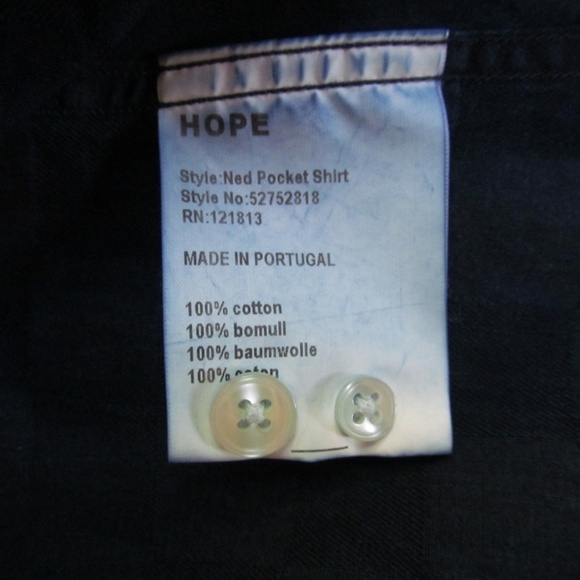 HOPE
Style:Ned Pocket Shirt
Style No:52752818
RN:121813
MADE IN PORTUGAL
100% cotton
100% bomull
100% baumwolle
100%